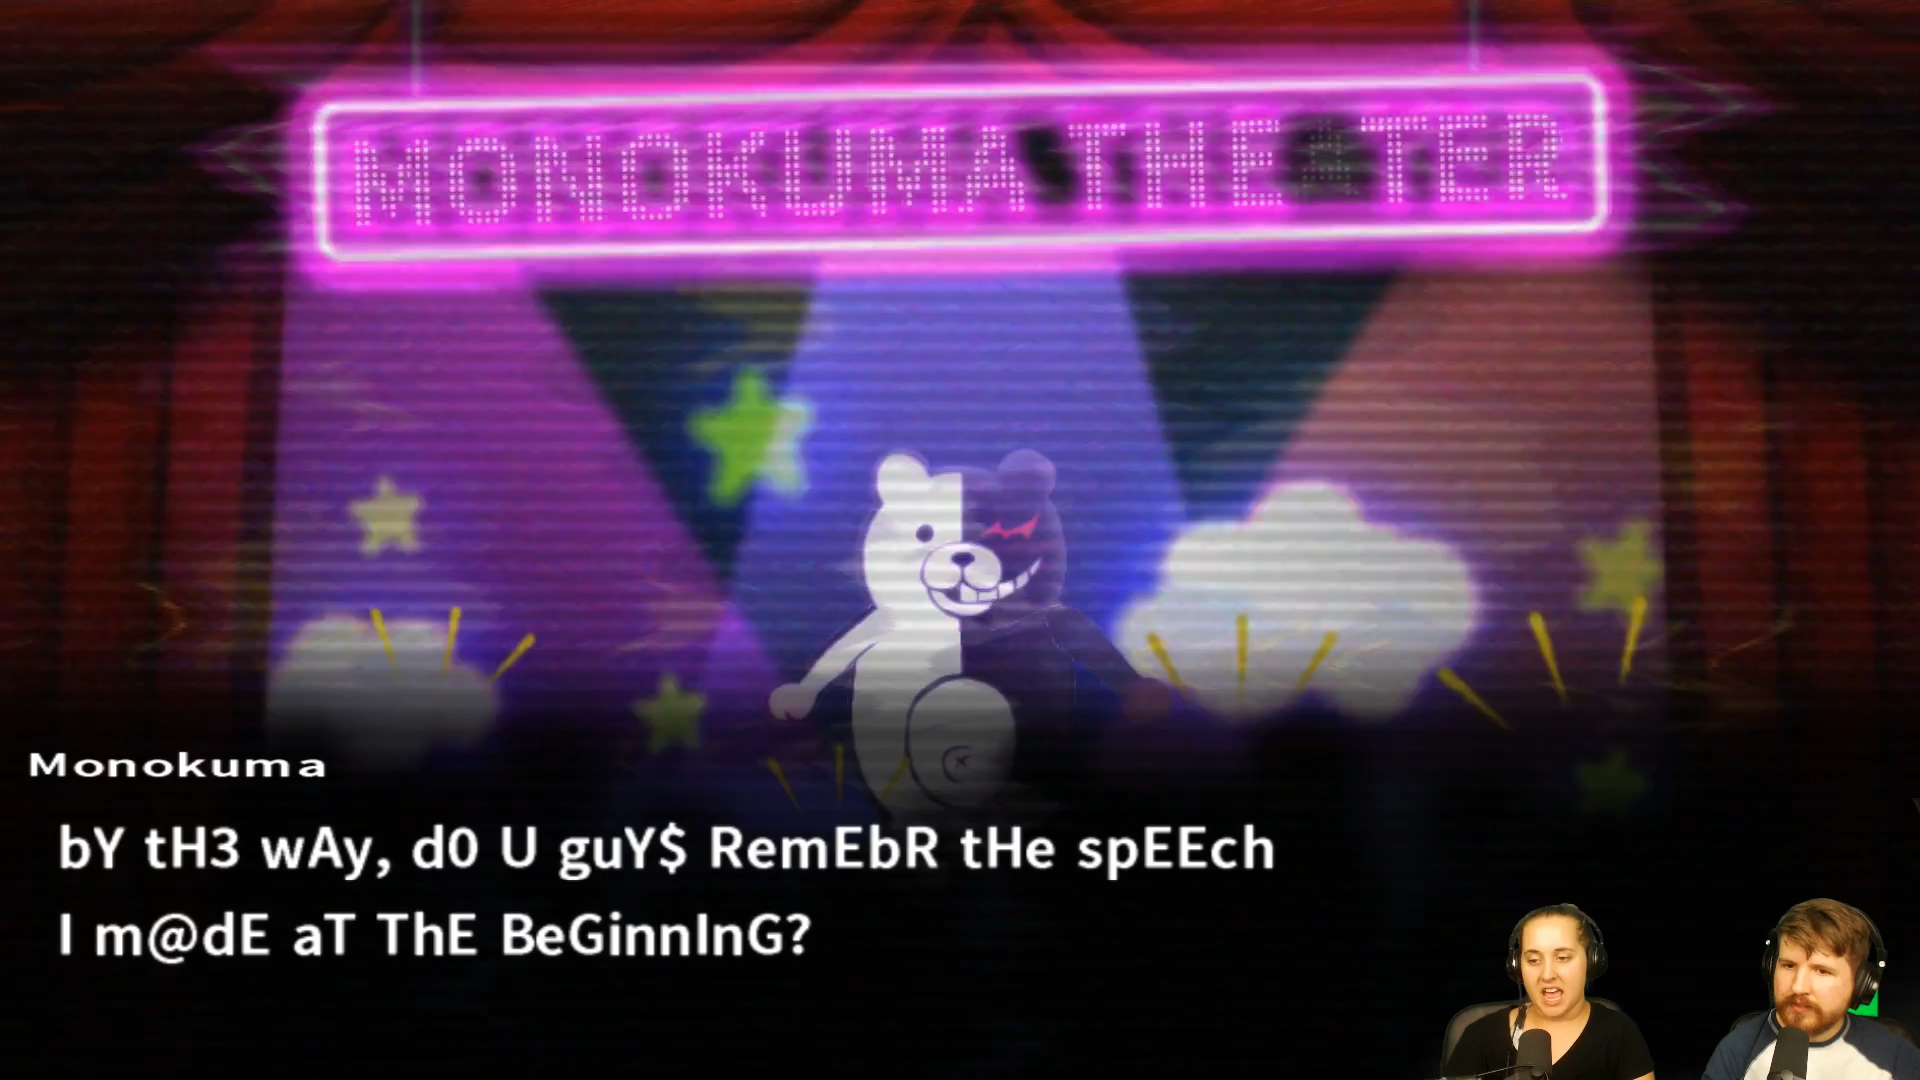 MONOKUMA THEATER
Monokuma
bY tH3 wAy, d0 U guY$ RemEbR tHe spEEch
I m@dE aT ThE BeGinnInG?